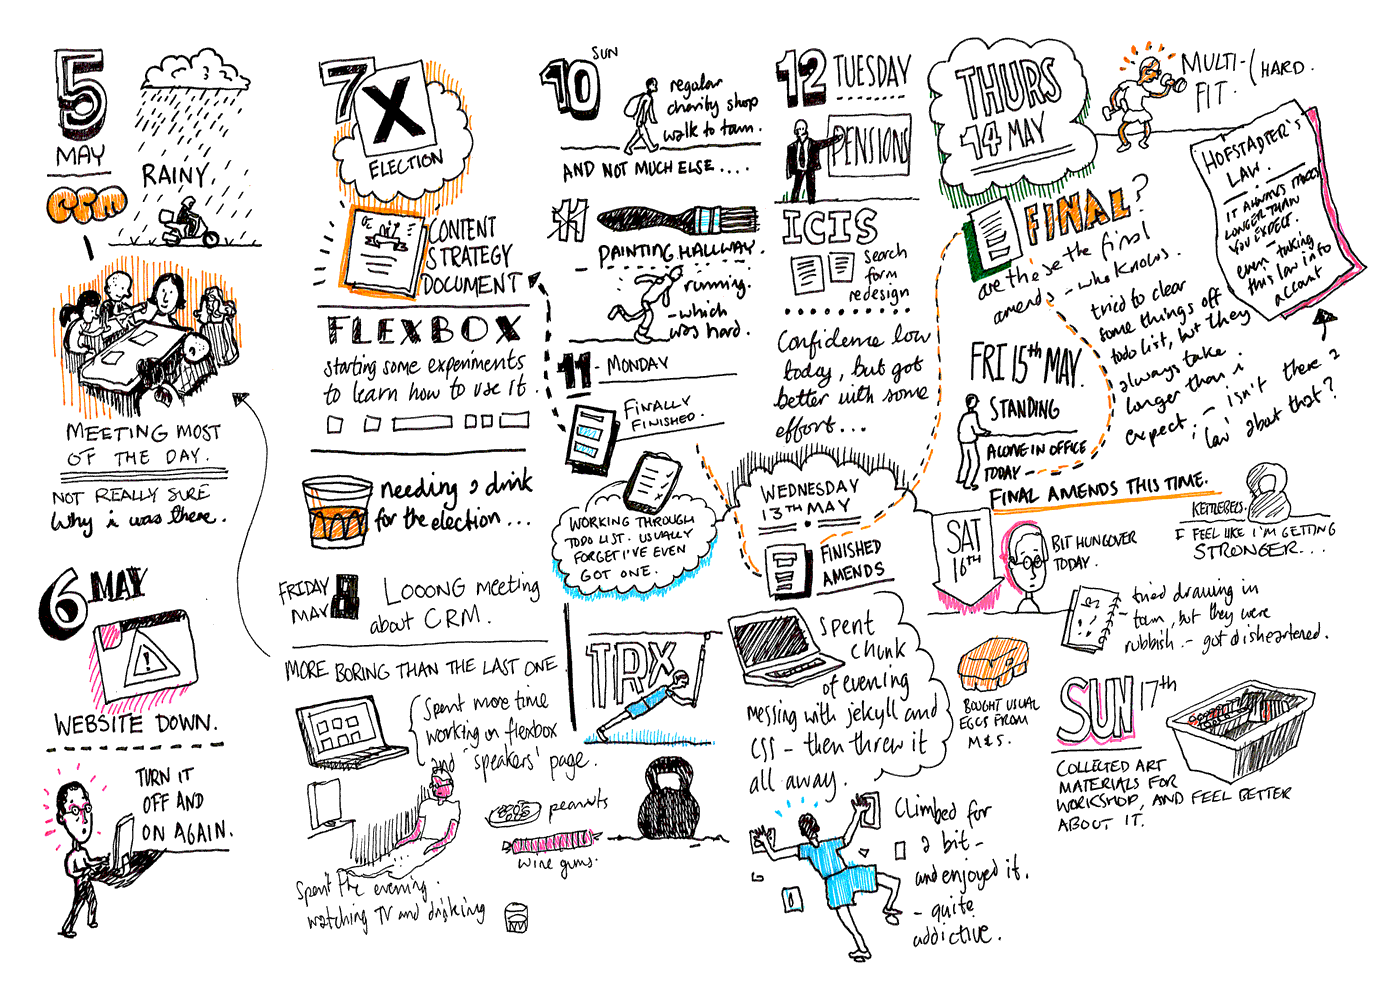 5
MAY
RAINY
CRM
MEETING MOST
OF THE DAY.
NOT REALLY SURE
why i was there.
6 MAY
!
WEBSITE DOWN.
TURN IT
OFF AND
ON AGAIN.
7 X
ELECTION
CONTENT
STRATEGY
DOCUMENT
FLEXBOX
starting some experiments
to learn how to use it.
needing a drink
for the election...
FRIDAY
MAY 8
LOOONG meeting
about CRM.
MORE BORING THAN THE LAST ONE
Spent more time
working on flexbox
and speakers' page.
peanuts
wine gums.
Spent the evening
watching TV and drinking
10 SUN
regular
charity shop
walk to town.
AND NOT MUCH ELSE....
11
PAINTING HALLWAY.
running.
- which
was hard.
11 - MONDAY
FINALLY
FINISHED.
WORKING THROUGH
TODO LIST. USUALLY
FORGET I'VE EVEN
GOT ONE.
TRX
12 TUESDAY
PENSIONS
ICIS
search
form
redesign
Confidence low
today, but got
better with some
effort...
WEDNESDAY
13TH MAY
FINISHED
AMENDS
Spent
chunk
of evening
messing with jekyll and
CSS - then threw it
all away.
Climbed for
a bit -
and enjoyed it.
- quite
addictive.
THURS
14 MAY
MULTI-
FIT. (HARD.
FINAL?
are these the final
amends - who knows.
tried to clear
some things off
todo list, but they
always take
longer than i
expect - isn't there a
'law' about that?
HOFSTADTER'S
LAW.
IT ALWAYS TAKES
LONGER THAN
YOU EXPECT.
even taking
this law into
account
FRI 15TH MAY.
STANDING
ALONE IN OFFICE
TODAY
FINAL AMENDS THIS TIME.
KETTLEBELLS.
I FEEL LIKE I'M GETTING
STRONGER...
SAT
16TH
BIT HUNGOVER
TODAY.
- tried drawing in
town, but they were
rubbish. - got disheartened.
BOUGHT USUAL
EGGS FROM
M&S.
SUN 17th
COLLECTED ART
MATERIALS FOR
WORKSHOP, AND FEEL BETTER
ABOUT IT.